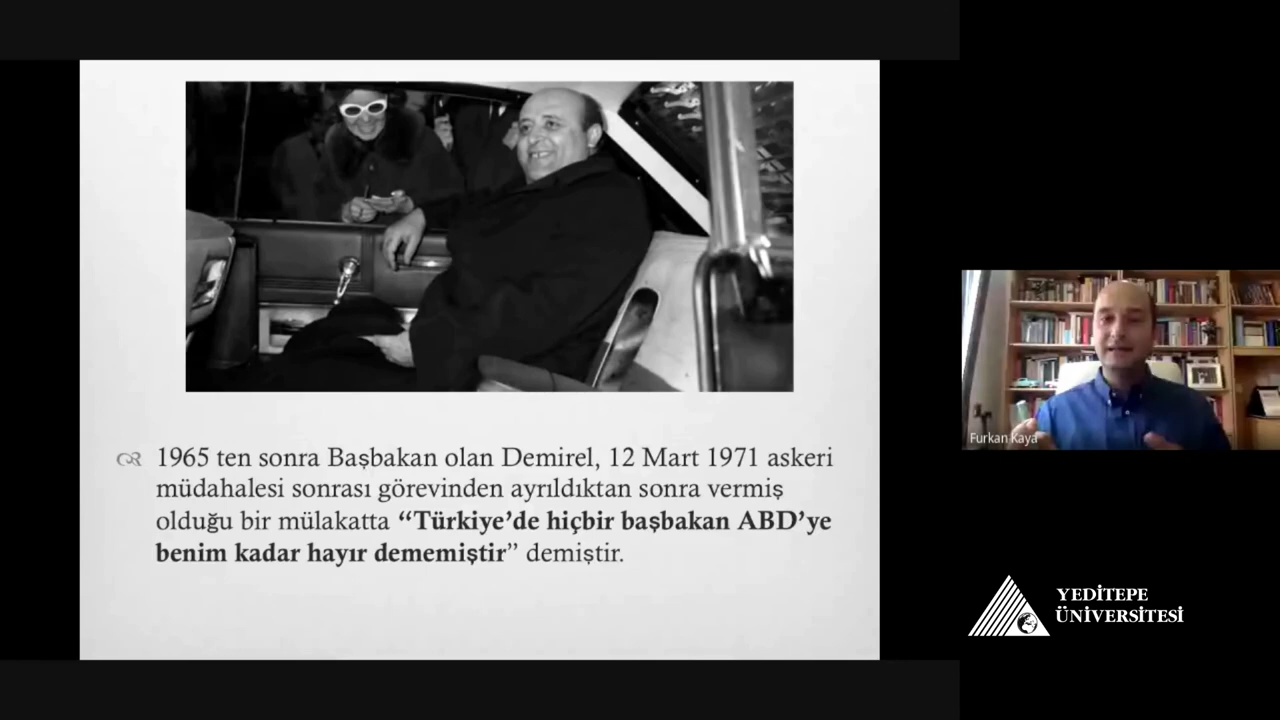 1965 ten sonra Başbakan olan Demirel, 12 Mart 1971 askeri
müdahalesi sonrası görevinden ayrıldıktan sonra vermiş
olduğu bir mülakatta “Türkiye’de hiçbir başbakan ABD’ye
benim kadar hayır dememiştir” demiştir.
Furkan Kaya
YEDİTEPE
ÜNİVERSİTESİ